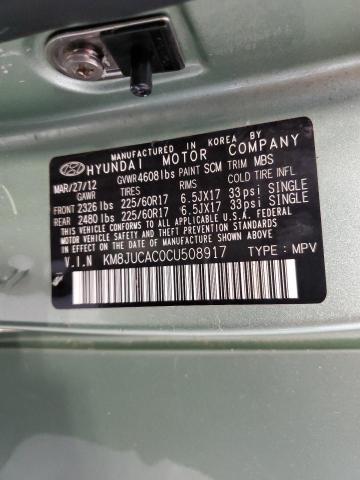 MANUFACTURED IN KOREA BY
HYUNDAI MOTOR COMPANY
MAR/27/12 GVWR4608lbs PAINT SCM TRIM MBS
GAWR TIRES RIMS COLD TIRE INFL
FRONT 2326 lbs 225/60R17 6.5JX17 33psi SINGLE
REAR 2480 lbs 225/60R17 6.5JX17 33psi SINGLE
THIS VEHICLE CONFORMS TO ALL APPLICABLE U.S. FEDERAL MOTOR VEHICLE SAFETY AND THEFT PREVENTION STANDARDS
IN EFFECT ON THE DATE OF MANUFACTURE SHOWN ABOVE.
V.I.N KM8JUCAC0CU508917 TYPE: MPV